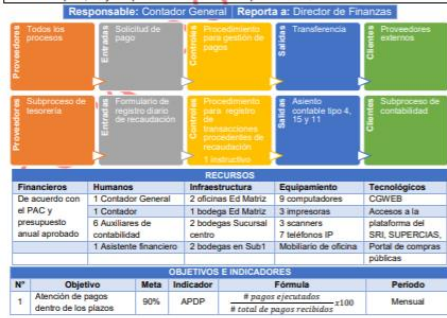 Responsable: Contador General | Reporta a: Director de Finanzas
Proveedores
Todos los procesos
Entradas
Solicitud de pago
Controles
Procedimiento para gestión de pagos
Salidas
Transferencia
Clientes
Proveedores externos
Proveedores
Subproceso de tesorería
Entradas
Formulario de registro diario de recaudación
Controles
Procedimiento para registro de transacciones procedentes de recaudación
1 instructivo
Salidas
Asiento contable tipo 4, 15 y 11
Clientes
Subproceso de contabilidad
RECURSOS
Financieros Humanos Infraestructura Equipamiento Tecnológicos
De acuerdo con 1 Contador General 2 oficinas Ed Matriz 9 computadores CGWEB
el PAC y 1 Contador 1 bodega Ed Matriz 3 impresoras Accesos a la
presupuesto 6 Auxiliares de 2 bodegas Sucursal 3 scanners plataforma del
anual aprobado contabilidad centro 7 teléfonos IP SRI, SUPERCIAS,
1 Asistente financiero 2 bodegas en Sub1 Mobiliario de oficina Portal de compras
públicas
OBJETIVOS E INDICADORES
N° Objetivo Meta Indicador Fórmula Período
1 Atención de pagos dentro de los plazos 90% APDP # pagos ejecutados / # total de pagos recibidos x100 Mensual